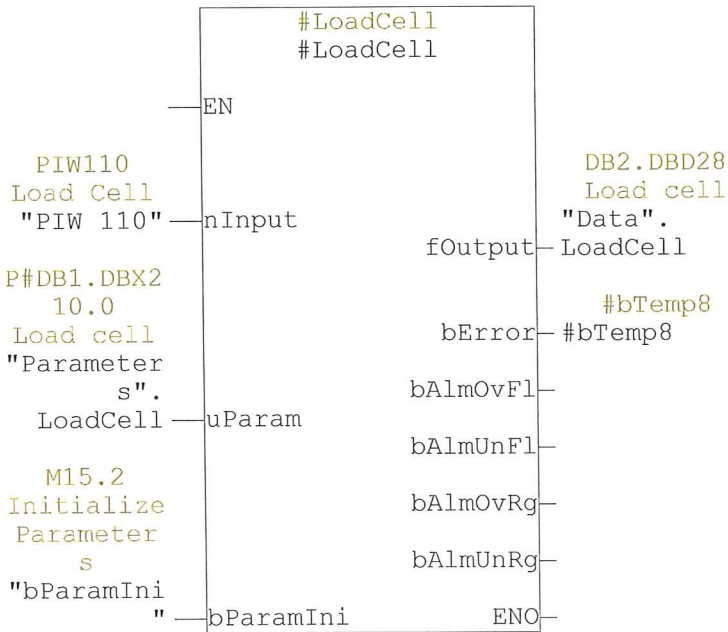 #LoadCell
#LoadCell
EN
PIW110
Load Cell
"PIW 110"
nInput
DB2.DBD28
Load cell
"Data".
LoadCell
fOutput
P#DB1.DBX2
10.0
Load cell
"Parameter
s".
LoadCell
uParam
#bTemp8
#bTemp8
bError
bAlmOvFl
bAlmUnFl
bAlmOvRg
bAlmUnRg
M15.2
Initialize
Parameter
s
"bParamIni
"
bParamIni
ENO